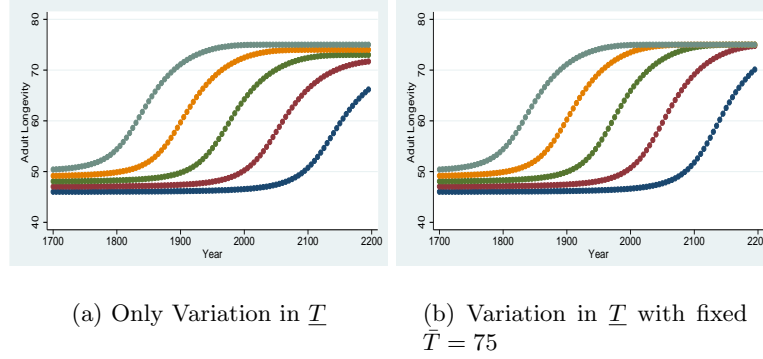 80
70
60
50
40
Adult Longevity
1700 1800 1900 2000 2100 2200
Year
80
70
60
50
40
Adult Longevity
1700 1800 1900 2000 2100 2200
Year
(a) Only Variation in T
(b) Variation in T with fixed
T̄ = 75